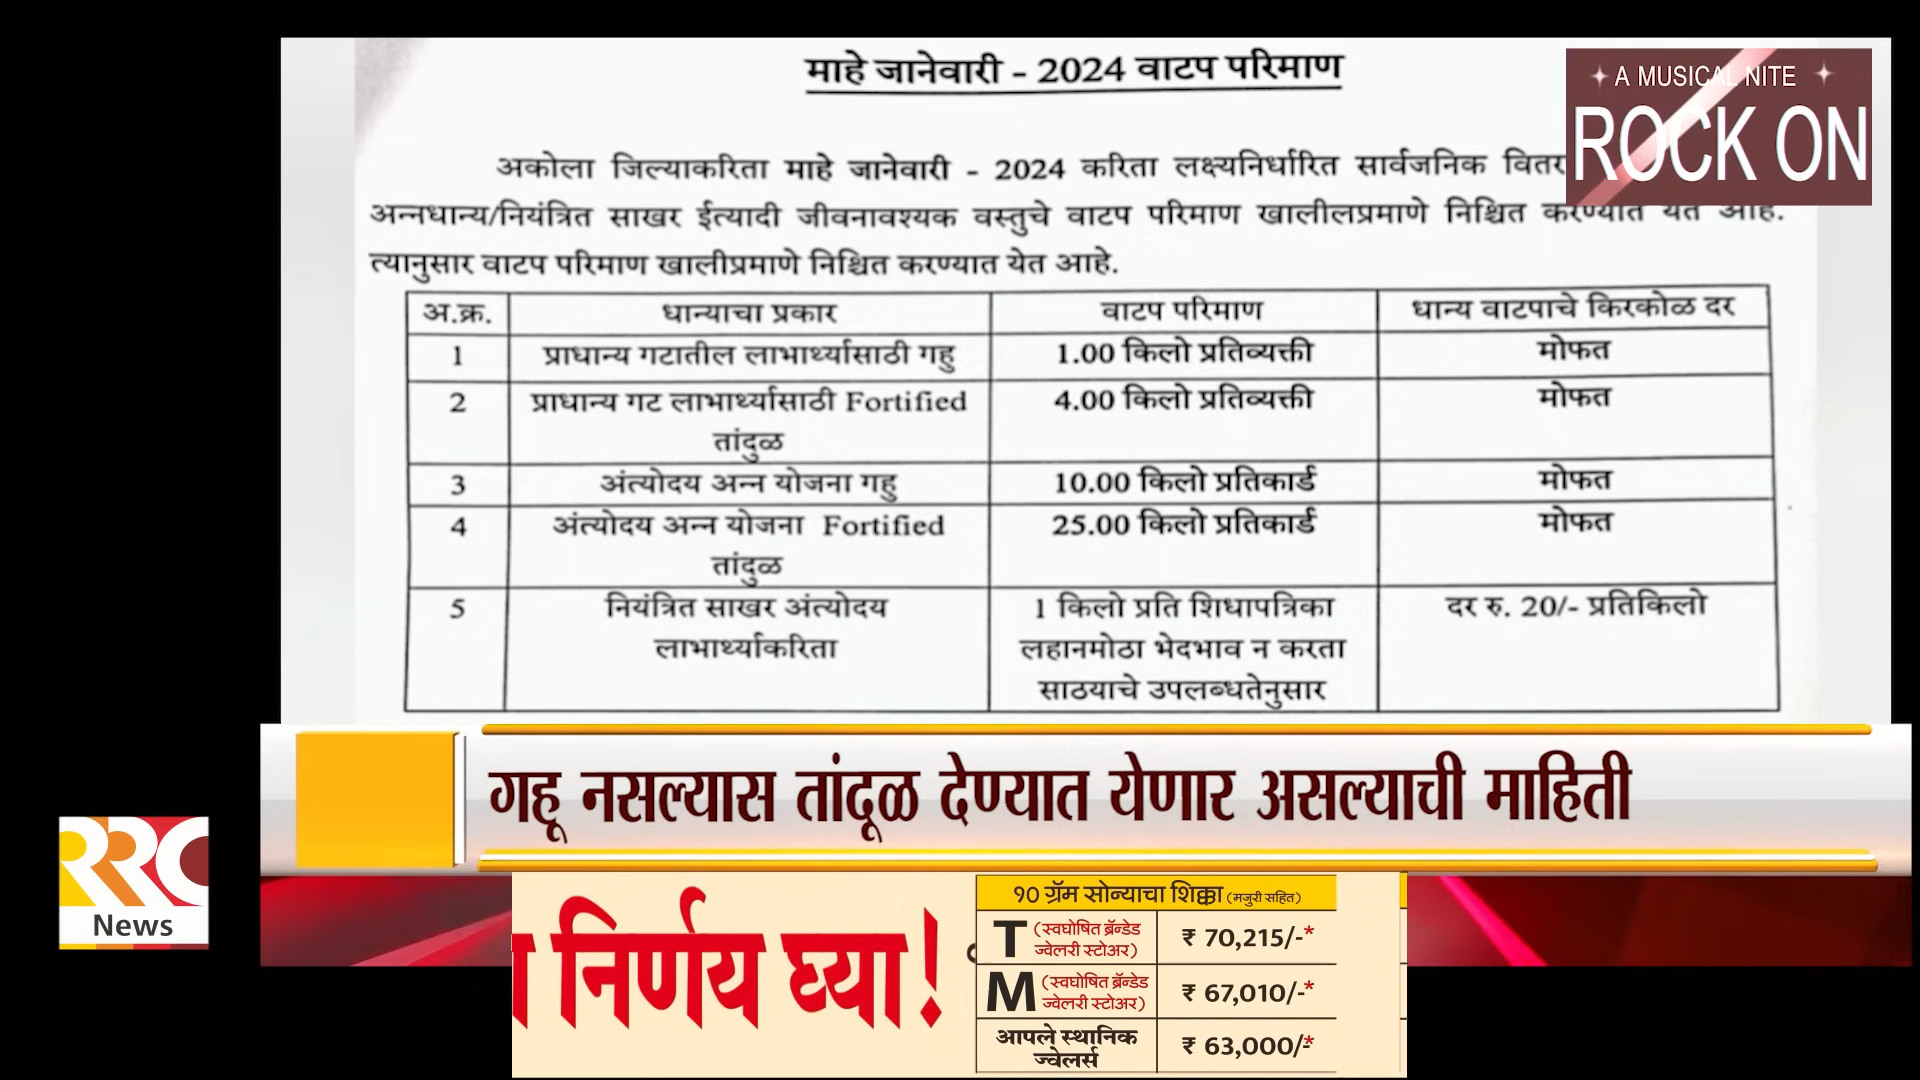 माहे जानेवारी - 2024 वाटप परिमाण
A MUSICAL NITE
ROCK ON
अकोला जिल्याकरिता माहे जानेवारी - 2024 करिता लक्ष्यनिर्धारित सार्वजनिक
अन्नधान्य/नियंत्रित साखर ईत्यादी जीवनावश्यक वस्तुचे वाटप परिमाण खालीलप्रमाणे निश्चित करण्यात येत आहे.
त्यानुसार वाटप परिमाण खालीप्रमाणे निश्चित करण्यात येत आहे.
अ.क्र. धान्याचा प्रकार वाटप परिमाण धान्य वाटपाचे किरकोळ दर
1 प्राधान्य गटातील लाभार्थ्यासाठी गहु 1.00 किलो प्रतिव्यक्ती मोफत
2 प्राधान्य गट लाभार्थ्यासाठी Fortified 4.00 किलो प्रतिव्यक्ती मोफत
तांदुळ
3 अंत्योदय अन्न योजना गहु 10.00 किलो प्रतिकार्ड मोफत
4 अंत्योदय अन्न योजना Fortified 25.00 किलो प्रतिकार्ड मोफत
तांदुळ
5 नियंत्रित साखर अंत्योदय 1 किलो प्रति शिधापत्रिका दर रु. 20/- प्रतिकिलो
लाभार्थ्याकरिता लहानमोठा भेदभाव न करता
साठयाचे उपलब्धतेनुसार
गहू नसल्यास तांदूळ देण्यात येणार असल्याची माहिती
RRC
News
निर्णय घ्या!
१० ग्रॅम सोन्याचा शिक्का (मजुरी सहित)
T (स्वघोषित ब्रॅन्डेड ₹ 70,215/-*
ज्वेलरी स्टोअर)
M (स्वघोषित ब्रॅन्डेड ₹ 67,010/-*
ज्वेलरी स्टोअर)
आपले स्थानिक ₹ 63,000/-*
ज्वेलर्स